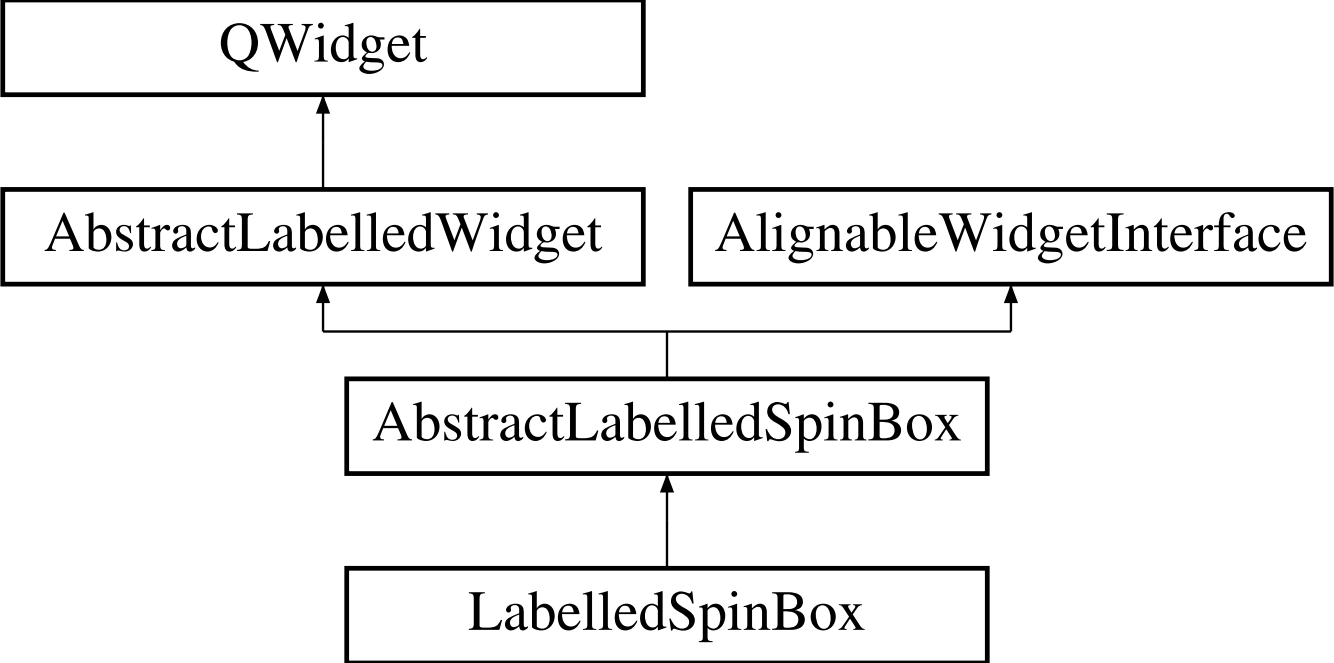 QWidget
AbstractLabelledWidget
AlignableWidgetInterface
AbstractLabelledSpinBox
LabelledSpinBox